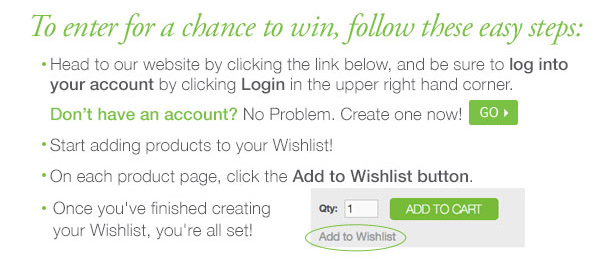 To enter for a chance to win, follow these easy steps:
• Head to our website by clicking the link below, and be sure to log into
your account by clicking Login in the upper right hand corner.
Don't have an account? No Problem. Create one now! GO
• Start adding products to your Wishlist!
• On each product page, click the Add to Wishlist button.
• Once you've finished creating
your Wishlist, you're all set!
Qty: 1 ADD TO CART
Add to Wishlist